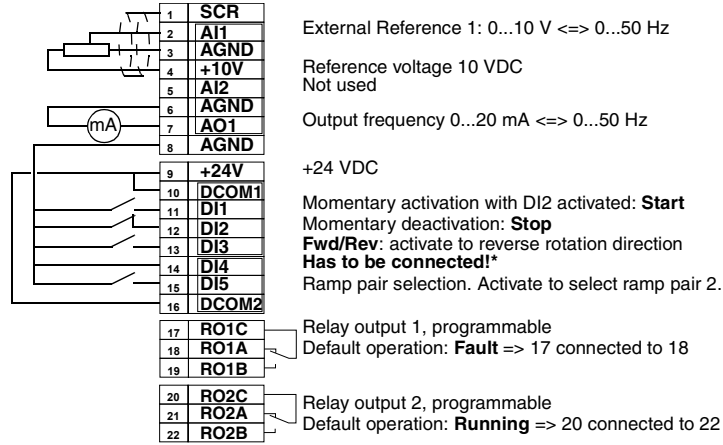 1 SCR
2 AI1 External Reference 1: 0...10 V <=> 0...50 Hz
3 AGND
4 +10V Reference voltage 10 VDC
5 AI2 Not used
6 AGND
mA 7 AO1 Output frequency 0...20 mA <=> 0...50 Hz
8 AGND
9 +24V +24 VDC
10 DCOM1
11 DI1 Momentary activation with DI2 activated: Start
12 DI2 Momentary deactivation: Stop
13 DI3 Fwd/Rev: activate to reverse rotation direction
14 DI4 Has to be connected!*
15 DI5 Ramp pair selection. Activate to select ramp pair 2.
16 DCOM2
17 RO1C Relay output 1, programmable
18 RO1A Default operation: Fault => 17 connected to 18
19 RO1B
20 RO2C Relay output 2, programmable
21 RO2A Default operation: Running => 20 connected to 22
22 RO2B